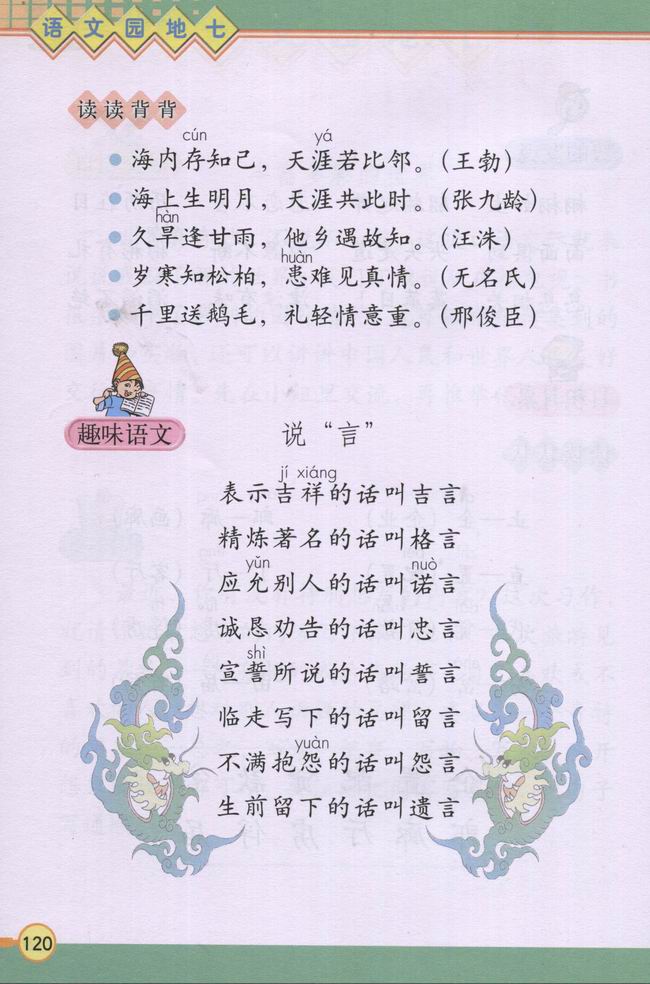 语文园地七
读读背背
cún yá
海内存知己，天涯若比邻。（王勃）
海上生明月，天涯共此时。（张九龄）
hàn
久旱逢甘雨，他乡遇故知。（汪洙）
huàn
岁寒知松柏，患难见真情。（无名氏）
千里送鹅毛，礼轻情意重。（邢俊臣）
趣味语文
说“言”
jí xiáng
表示吉祥的话叫吉言
精炼著名的话叫格言
yǔn nuò
应允别人的话叫诺言
诚恳劝告的话叫忠言
shì
宣誓所说的话叫誓言
临走写下的话叫留言
yuàn
不满抱怨的话叫怨言
生前留下的话叫遗言
120